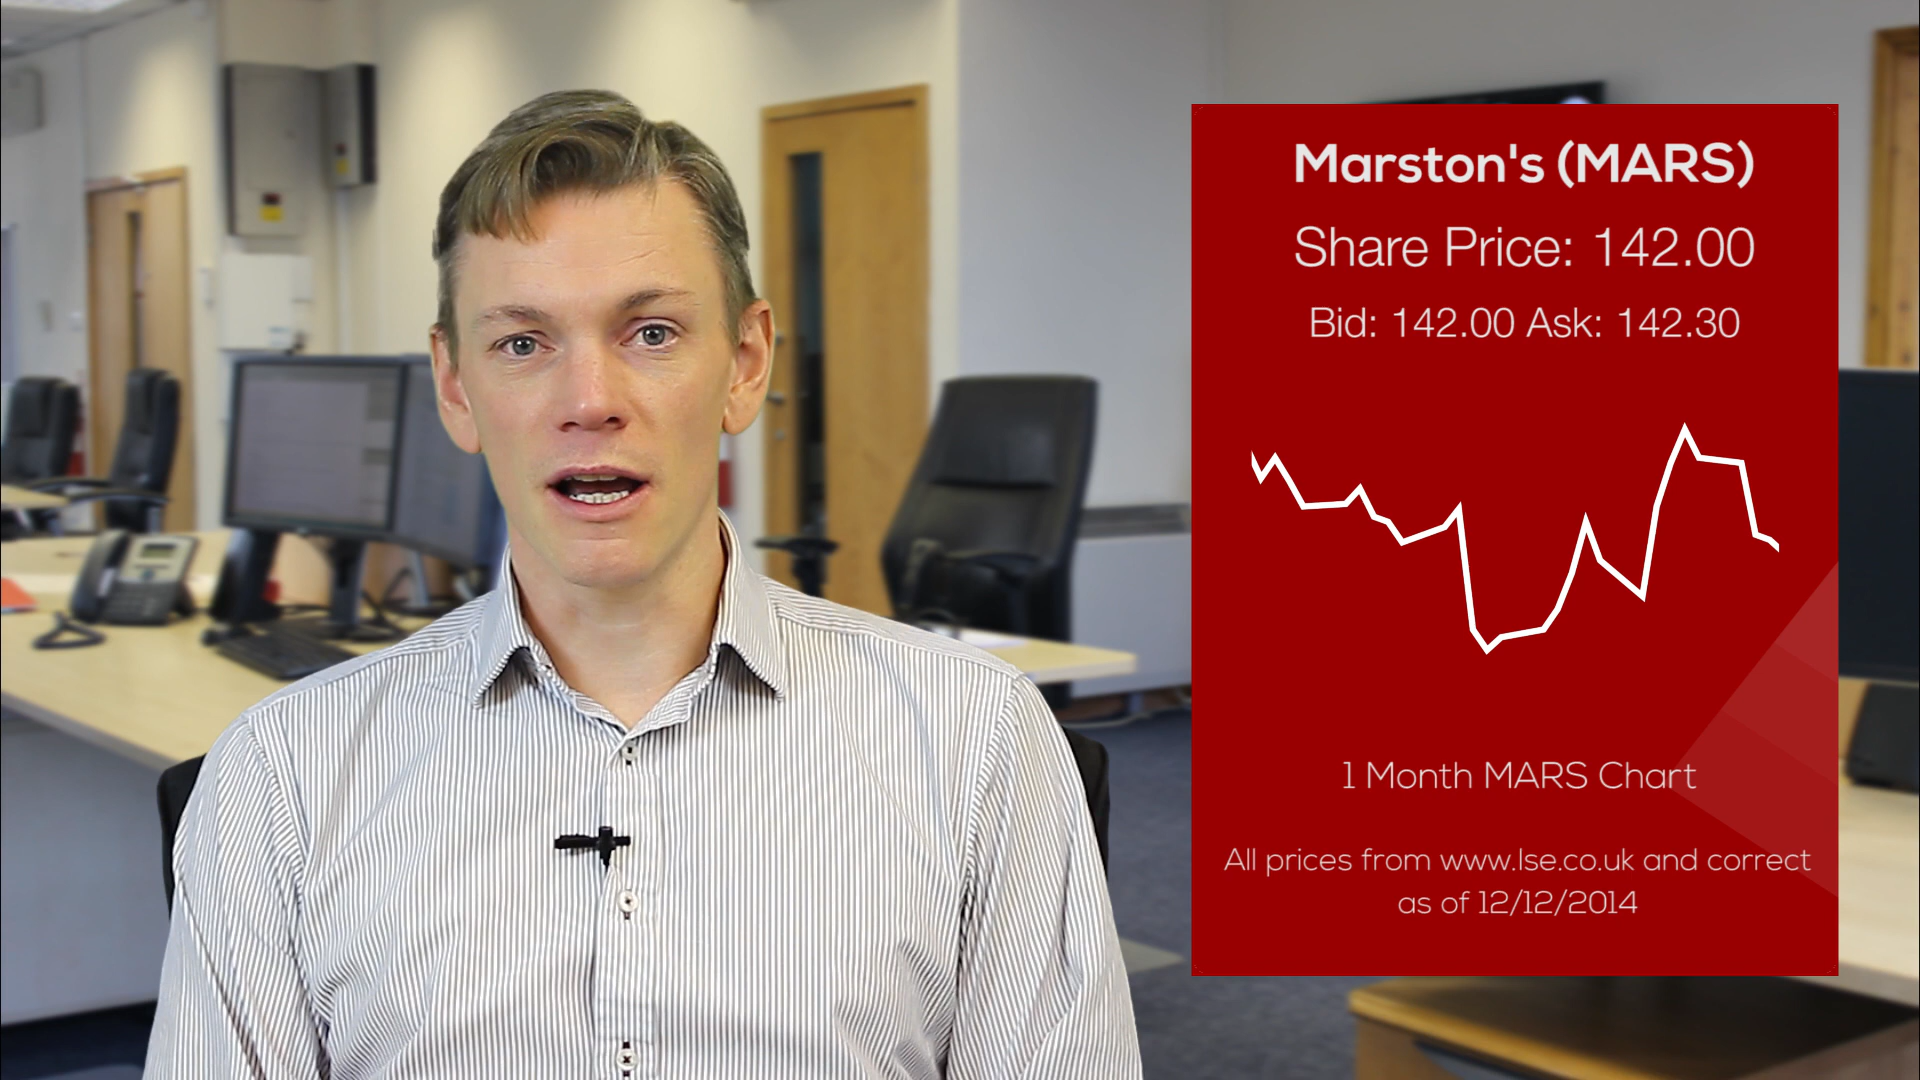 Marston's (MARS)
Share Price: 142.00
Bid: 142.00 Ask: 142.30
1 Month MARS Chart
All prices from www.lse.co.uk and correct
as of 12/12/2014